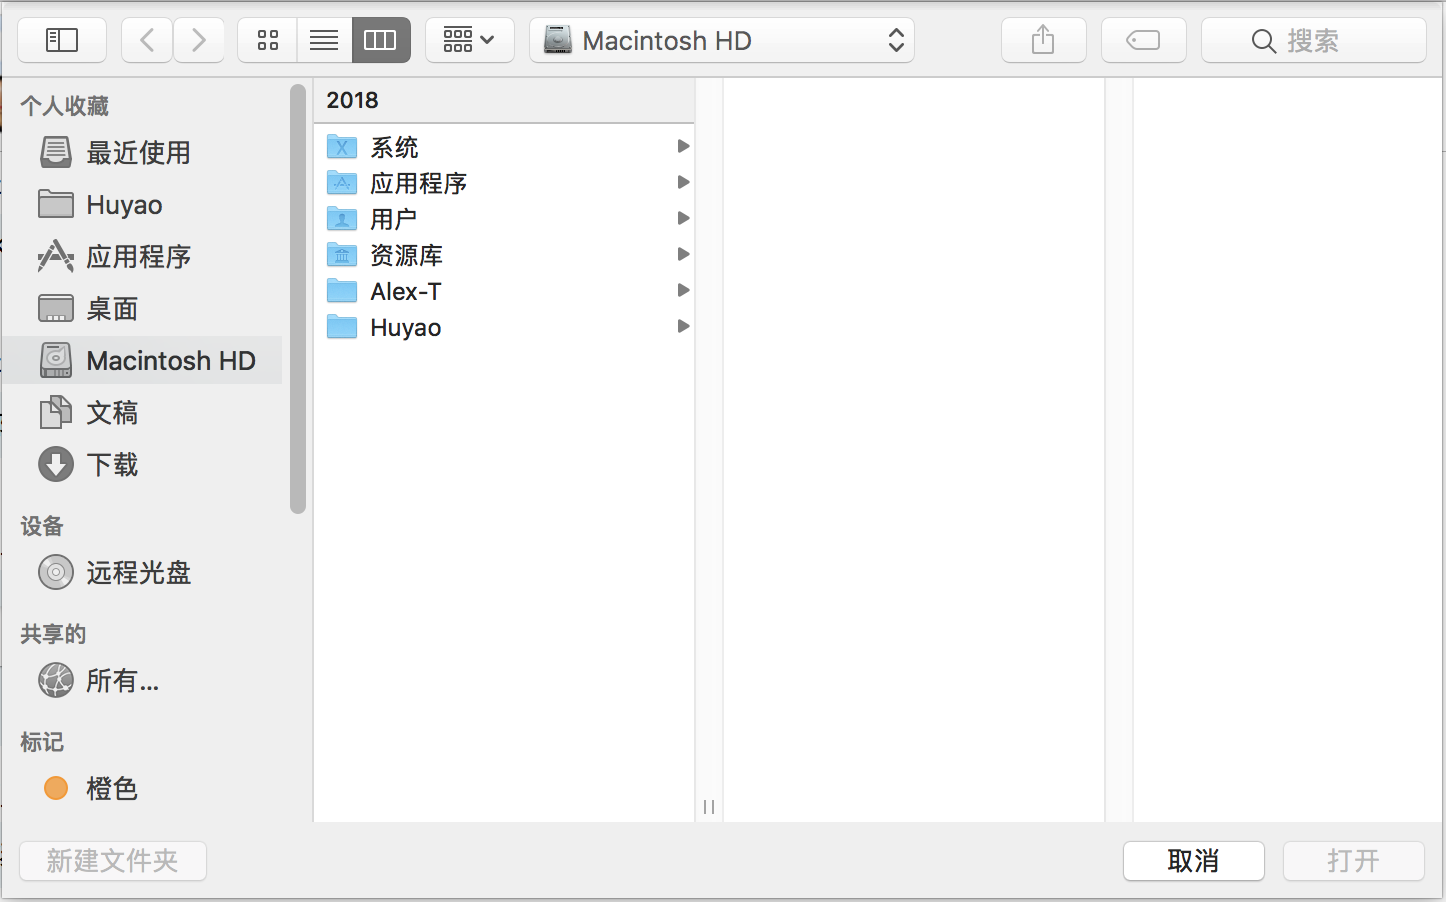 Macintosh HD
搜索
个人收藏
最近使用
Huyao
应用程序
桌面
Macintosh HD
文稿
下载
设备
远程光盘
共享的
所有...
标记
橙色
2018
系统
应用程序
用户
资源库
Alex-T
Huyao
新建文件夹
取消
打开